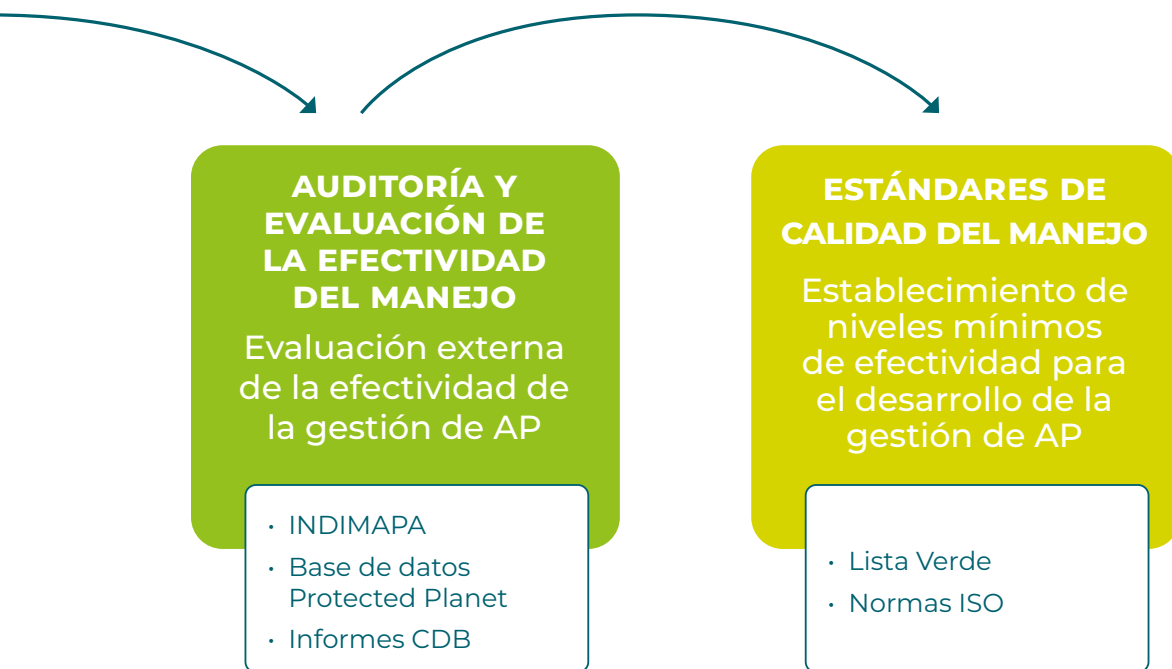 AUDITORÍA Y
EVALUACIÓN DE
LA EFECTIVIDAD
DEL MANEJO
Evaluación externa
de la efectividad de
la gestión de AP
• INDIMAPA
• Base de datos
Protected Planet
• Informes CDB
ESTÁNDARES DE
CALIDAD DEL MANEJO
Establecimiento de
niveles mínimos
de efectividad para
el desarrollo de la
gestión de AP
• Lista Verde
• Normas ISO